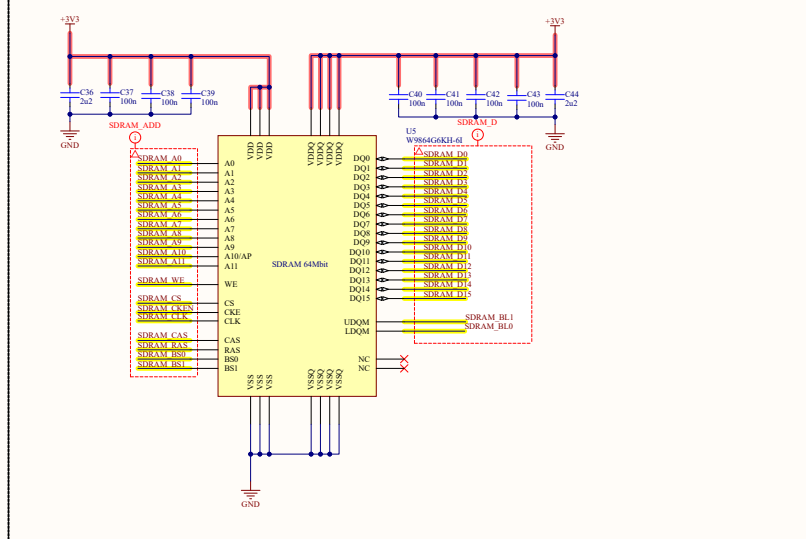 +3V3
+3V3
C36
2u2
C37
100n
C38
100n
C39
100n
C40
100n
C41
100n
C42
100n
C43
100n
C44
2u2
GND
GND
SDRAM_ADD
i
SDRAM_D
i
U5
W9864G6KH-6I
VDD
VDD
VDD
VDDQ
VDDQ
VDDQ
VDDQ
SDRAM_A0
SDRAM_A1
SDRAM_A2
SDRAM_A3
SDRAM_A4
SDRAM_A5
SDRAM_A6
SDRAM_A7
SDRAM_A8
SDRAM_A9
SDRAM_A10
SDRAM_A11
SDRAM_WE
SDRAM_CS
SDRAM_CKEN
SDRAM_CLK
SDRAM_CAS
SDRAM_RAS
SDRAM_BS0
SDRAM_BS1
A0
A1
A2
A3
A4
A5
A6
A7
A8
A9
A10/AP
A11
WE
CS
CKE
CLK
CAS
RAS
BS0
BS1
SDRAM 64Mbit
DQ0
DQ1
DQ2
DQ3
DQ4
DQ5
DQ6
DQ7
DQ8
DQ9
DQ10
DQ11
DQ12
DQ13
DQ14
DQ15
UDQM
LDQM
NC
NC
SDRAM_D0
SDRAM_D1
SDRAM_D2
SDRAM_D3
SDRAM_D4
SDRAM_D5
SDRAM_D6
SDRAM_D7
SDRAM_D8
SDRAM_D9
SDRAM_D10
SDRAM_D11
SDRAM_D12
SDRAM_D13
SDRAM_D14
SDRAM_D15
SDRAM_BL1
SDRAM_BL0
VSS
VSS
VSS
VSSQ
VSSQ
VSSQ
VSSQ
GND